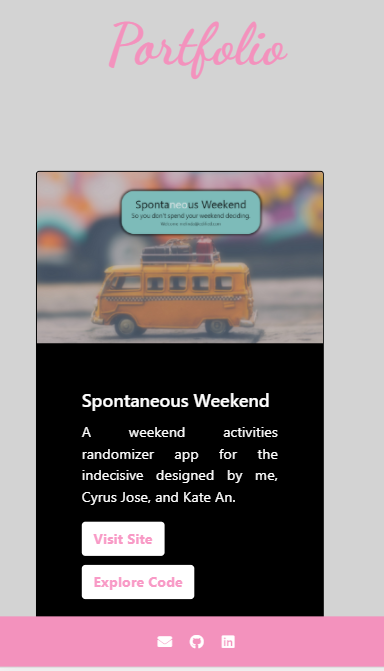 Portfolio
Spontaneous Weekend
So you don't spend your weekend deciding.
Spontaneous Weekend
A weekend activities
randomizer app for the
indecisive designed by me,
Cyrus Jose, and Kate An.
Visit Site
Explore Code